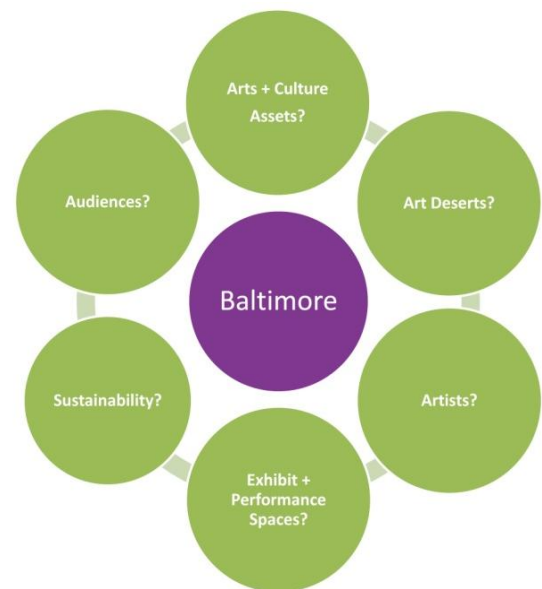 Arts + Culture
Assets?
Art Deserts?
Artists?
Exhibit +
Performance
Spaces?
Sustainability?
Audiences?
Baltimore